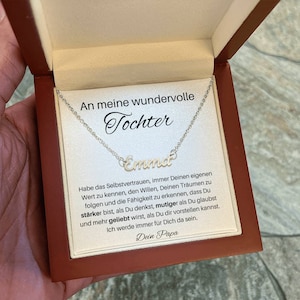 An meine wundervolle
Tochter
Emma
Habe das Selbstvertrauen, immer Deinen eigenen
Wert zu kennen, den Willen, Deinen Träumen zu
folgen und die Fähigkeit zu erkennen, dass Du
stärker bist, als Du denkst, mutiger als Du glaubst
und mehr geliebt wirst, als Du dir vorstellen kannst.
Ich werde immer für Dich da sein.
Dein Papa